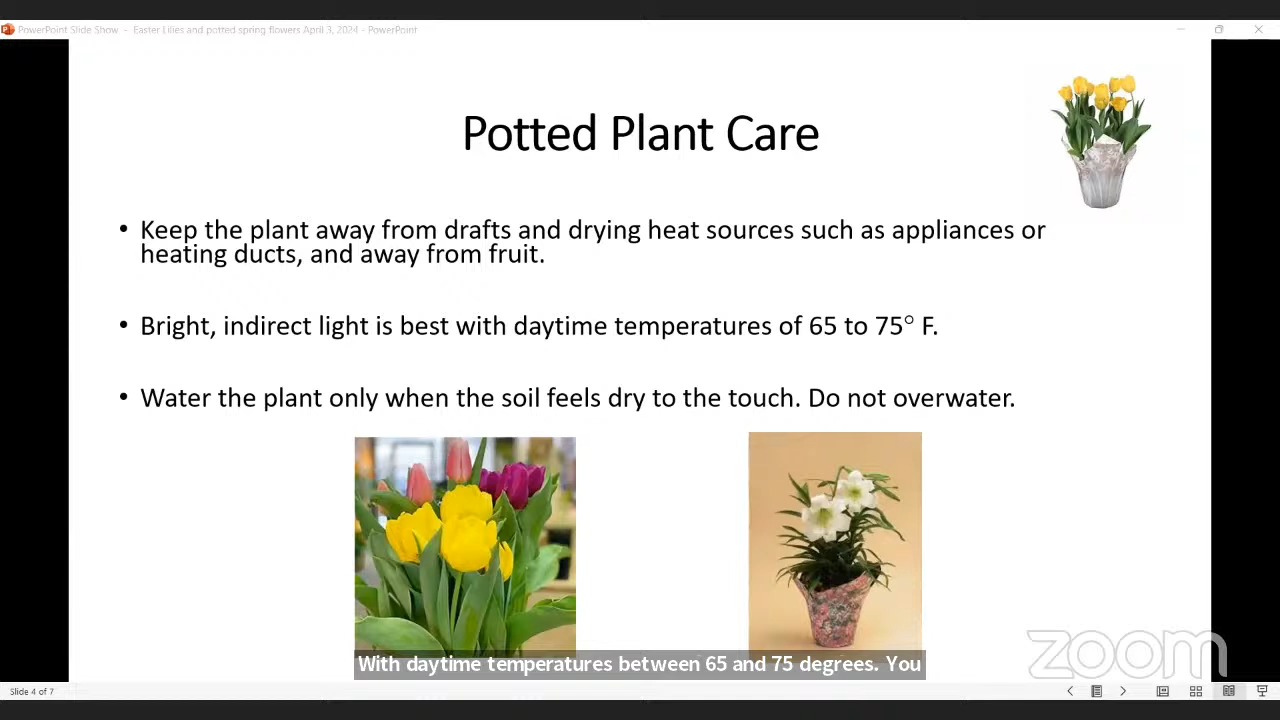 PowerPoint Slide Show - Easter Lilies and potted spring flowers April 3, 2024 - PowerPoint
Potted Plant Care
• Keep the plant away from drafts and drying heat sources such as appliances or
heating ducts, and away from fruit.
• Bright, indirect light is best with daytime temperatures of 65 to 75° F.
• Water the plant only when the soil feels dry to the touch. Do not overwater.
zoom
With daytime temperatures between 65 and 75 degrees. You
Slide 4 of 7